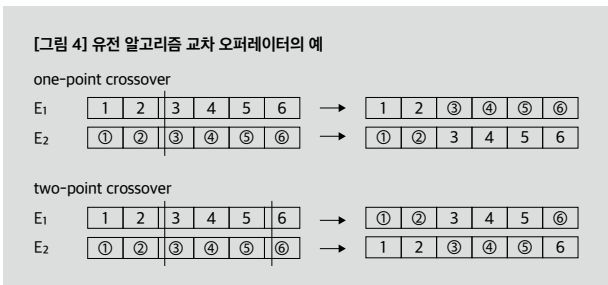 [그림 4] 유전 알고리즘 교차 오퍼레이터의 예
one-point crossover
E₁ 1 2 3 4 5 6 → 1 2 ③ ④ ⑤ ⑥
E₂ ① ② ③ ④ ⑤ ⑥ → ① ② 3 4 5 6
two-point crossover
E₁ 1 2 3 4 5 6 → ① ② 3 4 5 ⑥
E₂ ① ② ③ ④ ⑤ ⑥ → 1 2 ③ ④ ⑤ 6